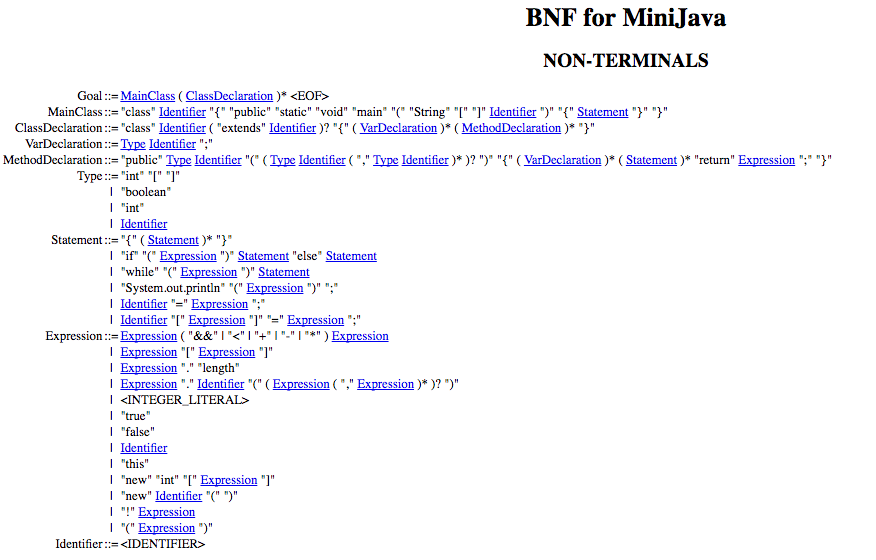 BNF for MiniJava
NON-TERMINALS
Goal ::= MainClass ( ClassDeclaration )* <EOF>
MainClass ::= "class" Identifier "{" "public" "static" "void" "main" "(" "String" "[" "]" Identifier ")" "{" Statement "}" "}"
ClassDeclaration ::= "class" Identifier ( "extends" Identifier )? "{" ( VarDeclaration )* ( MethodDeclaration )* "}"
VarDeclaration ::= Type Identifier ";"
MethodDeclaration ::= "public" Type Identifier "(" ( Type Identifier ( "," Type Identifier )* )? ")" "{" ( VarDeclaration )* ( Statement )* "return" Expression ";" "}"
Type ::= "int" "[" "]"
| "boolean"
| "int"
| Identifier
Statement ::= "{" ( Statement )* "}"
| "if" "(" Expression ")" Statement "else" Statement
| "while" "(" Expression ")" Statement
| "System.out.println" "(" Expression ")" ";"
| Identifier "=" Expression ";"
| Identifier "[" Expression "]" "=" Expression ";"
Expression ::= Expression ( "&&" | "<" | "+" | "-" | "*" ) Expression
| Expression "[" Expression "]"
| Expression "." "length"
| Expression "." Identifier "(" ( Expression ( "," Expression )* )? ")"
| <INTEGER_LITERAL>
| "true"
| "false"
| Identifier
| "this"
| "new" "int" "[" Expression "]"
| "new" Identifier "(" ")"
| "!" Expression
| "(" Expression ")"
Identifier ::= <IDENTIFIER>